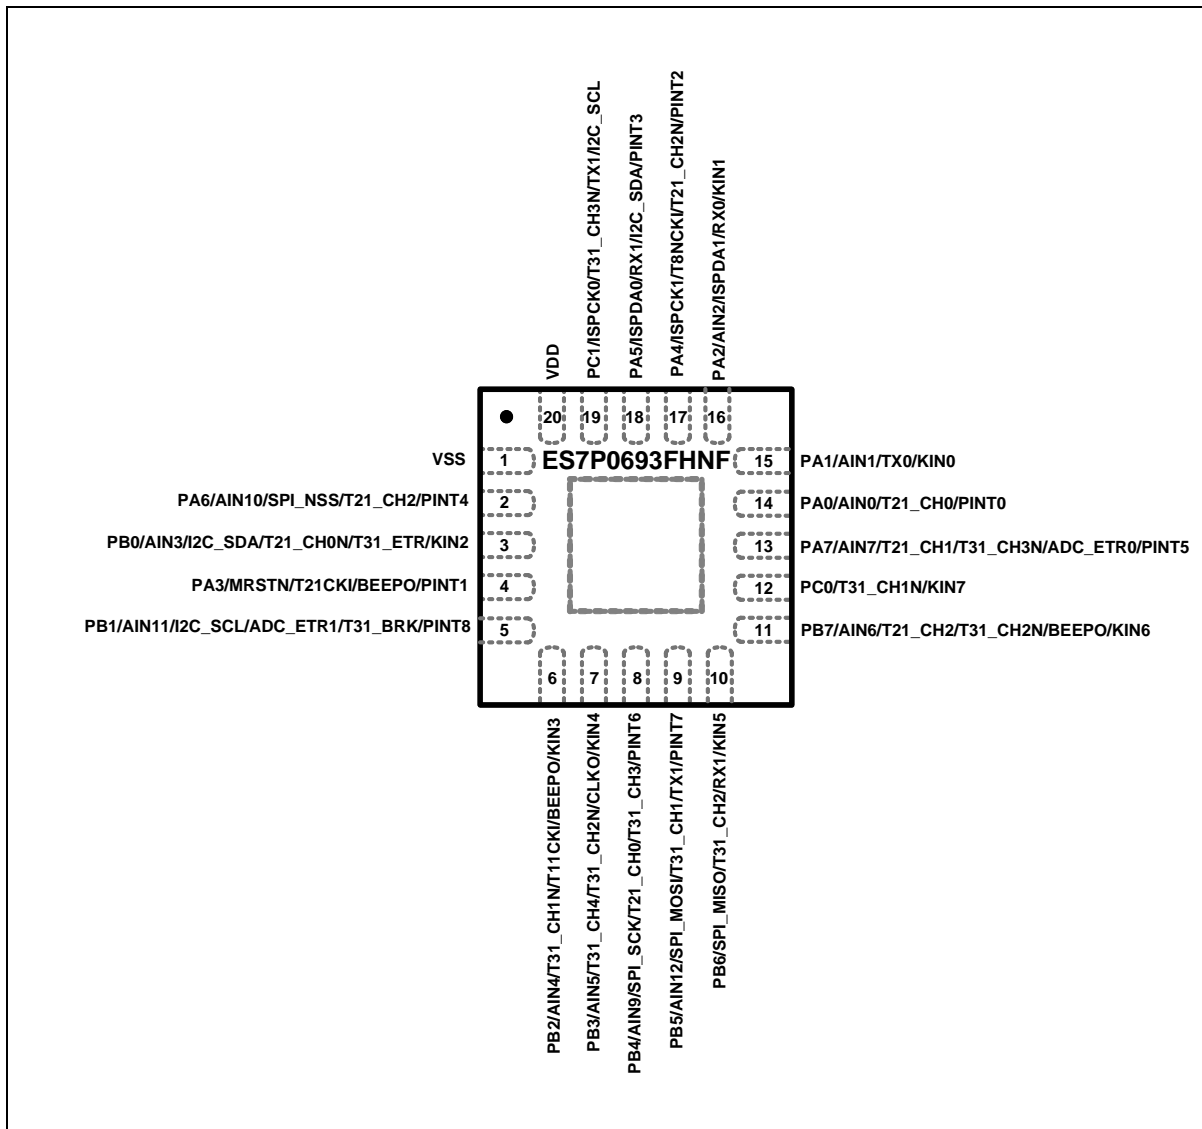 PC1/ISPCK0/T31_CH3N/TX1/I2C_SCL
PA5/ISPDA0/RX1/I2C_SDA/PINT3
PA4/ISPCK1/T8NCKI/T21_CH2N/PINT2
PA2/AIN2/ISPDA1/RX0/KIN1
VDD
20 19 18 17 16
VSS 1 ES7P0693FHNF 15 PA1/AIN1/TX0/KIN0
PA6/AIN10/SPI_NSS/T21_CH2/PINT4 2 14 PA0/AIN0/T21_CH0/PINT0
PB0/AIN3/I2C_SDA/T21_CH0N/T31_ETR/KIN2 3 13 PA7/AIN7/T21_CH1/T31_CH3N/ADC_ETR0/PINT5
PA3/MRSTN/T21CKI/BEEPO/PINT1 4 12 PC0/T31_CH1N/KIN7
PB1/AIN11/I2C_SCL/ADC_ETR1/T31_BRK/PINT8 5 11 PB7/AIN6/T21_CH2/T31_CH2N/BEEPO/KIN6
6 7 8 9 10
PB2/AIN4/T31_CH1N/T11CKI/BEEPO/KIN3
PB3/AIN5/T31_CH4/T31_CH2N/CLKO/KIN4
PB4/AIN9/SPI_SCK/T21_CH0/T31_CH3/PINT6
PB5/AIN12/SPI_MOSI/T31_CH1/TX1/PINT7
PB6/SPI_MISO/T31_CH2/RX1/KIN5